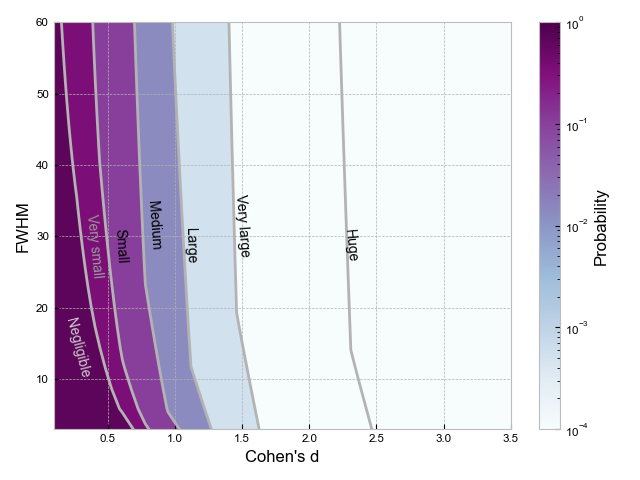 60
50
40
30
20
10
FWHM
Negligible
Very small
Small
Medium
Large
Very large
Huge
0.5 1.0 1.5 2.0 2.5 3.0 3.5
Cohen's d
10⁰
10⁻¹
10⁻²
10⁻³
10⁻⁴
Probability